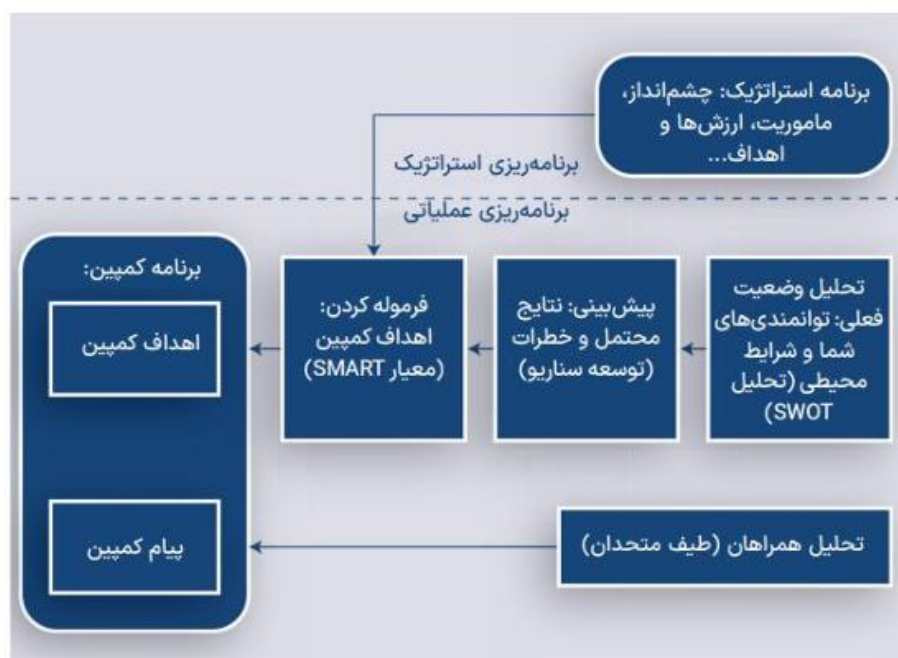 برنامه استراتژیک: چشم‌انداز،
ماموریت، ارزش‌ها و
اهداف...
برنامه‌ریزی استراتژیک
برنامه‌ریزی عملیاتی
تحلیل وضعیت
فعلی: توانمندی‌های
شما و شرایط
محیطی (تحلیل
SWOT)
پیش‌بینی: نتایج
محتمل و خطرات
(توسعه سناریو)
فرموله کردن:
اهداف کمپین
(معیار SMART)
برنامه کمپین:
اهداف کمپین
تحلیل همراهان (طیف متحدان)
پیام کمپین